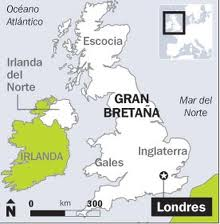 Océano
Atlántico
Escocia
Irlanda
del
Norte
GRAN
BRETAÑA
Mar del
Norte
IRLANDA
Gales
Inglaterra
N
0 km 300
Londres